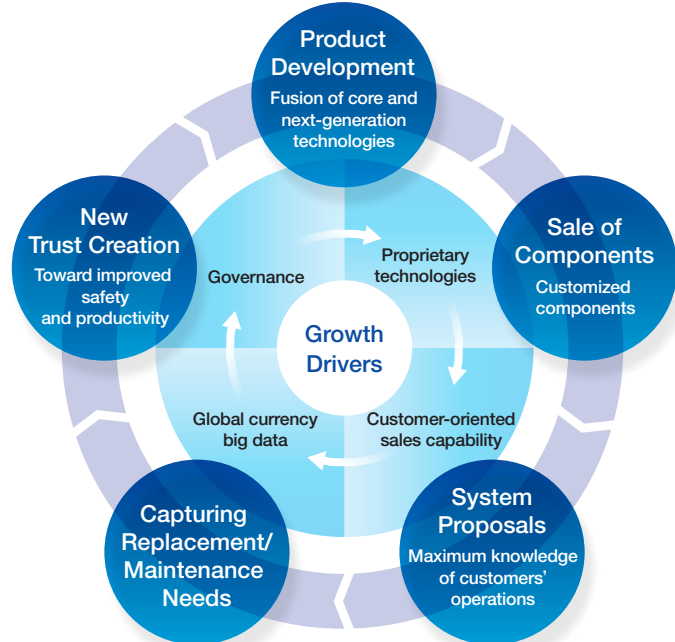 Product
Development
Fusion of core and
next-generation
technologies
New
Trust Creation
Toward improved
safety
and productivity
Sale of
Components
Customized
components
Governance
Proprietary
technologies
Growth
Drivers
Global currency
big data
Customer-oriented
sales capability
Capturing
Replacement/
Maintenance
Needs
System
Proposals
Maximum knowledge
of customers'
operations